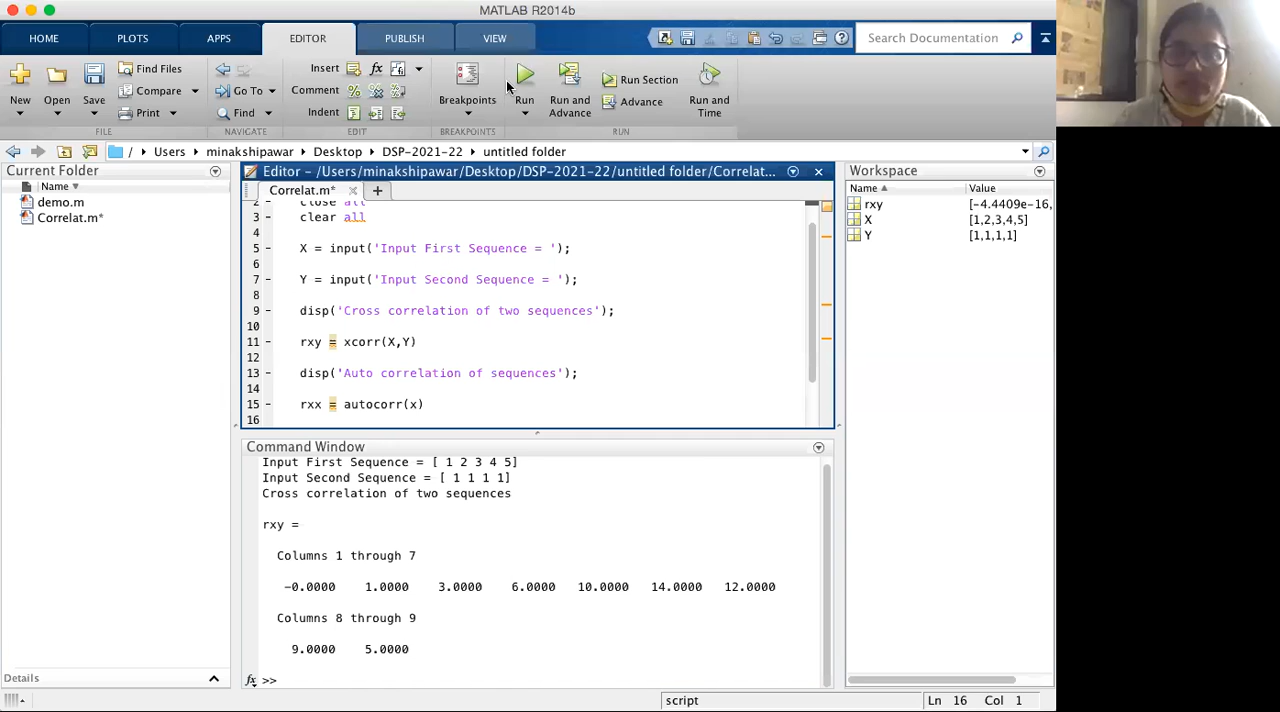 MATLAB R2014b
HOME PLOTS APPS EDITOR PUBLISH VIEW Search Documentation
New Open Save Find Files Compare Print
FILE
Go To Find
NAVIGATE
Insert fx
Comment
Indent
EDIT
Breakpoints
BREAKPOINTS
Run Run and Advance Run Section Advance Run and Time
RUN
/ Users minakshipawar Desktop DSP-2021-22 untitled folder
Current Folder
Name
demo.m
Correlat.m*
Details
Editor - /Users/minakshipawar/Desktop/DSP-2021-22/untitled folder/Correlat...
Correlat.m* +
2 - close all
3 - clear all
4
5 - X = input('Input First Sequence = ');
6
7 - Y = input('Input Second Sequence = ');
8
9 - disp('Cross correlation of two sequences');
10
11 - rxy = xcorr(X,Y)
12
13 - disp('Auto correlation of sequences');
14
15 - rxx = autocorr(x)
16
Command Window
Input First Sequence = [ 1 2 3 4 5]
Input Second Sequence = [ 1 1 1 1]
Cross correlation of two sequences
rxy =
Columns 1 through 7
-0.0000 1.0000 3.0000 6.0000 10.0000 14.0000 12.0000
Columns 8 through 9
9.0000 5.0000
fx >>
Workspace
Name Value
rxy [-4.4409e-16,
X [1,2,3,4,5]
Y [1,1,1,1]
script Ln 16 Col 1